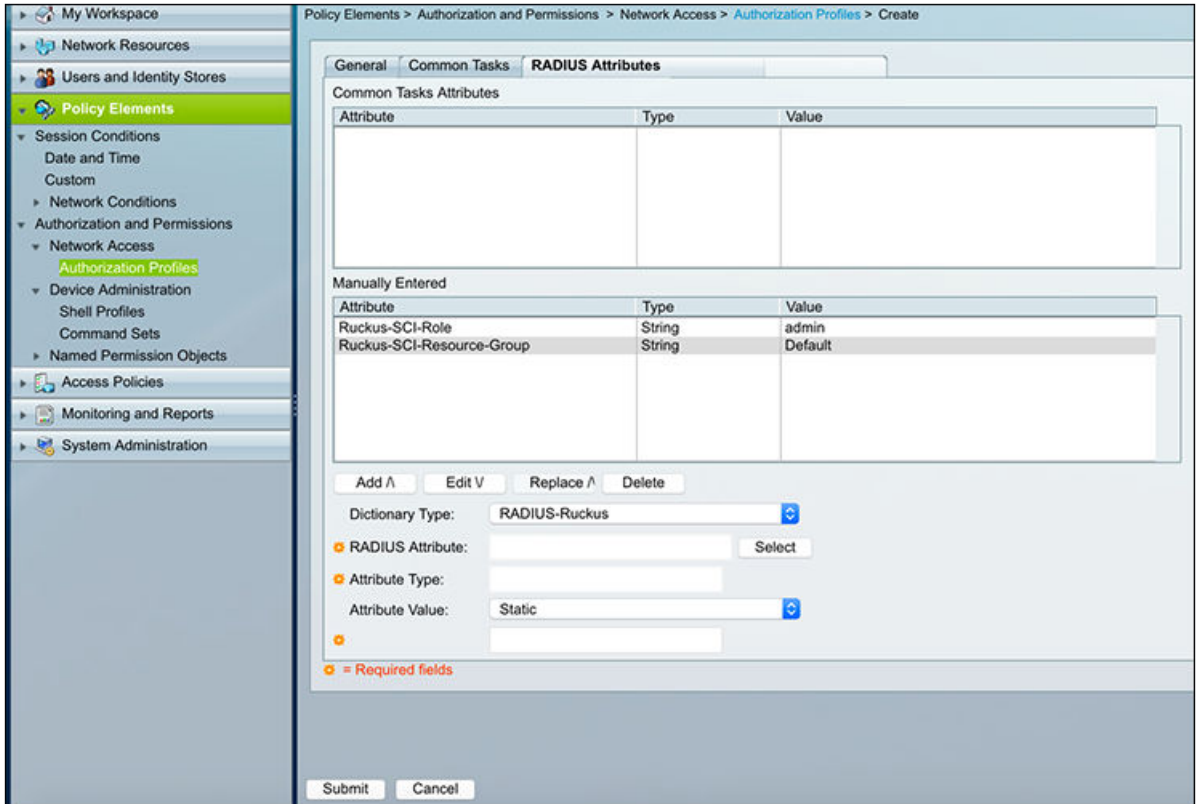 My Workspace
Network Resources
Users and Identity Stores
Policy Elements
Session Conditions
Date and Time
Custom
Network Conditions
Authorization and Permissions
Network Access
Authorization Profiles
Device Administration
Shell Profiles
Command Sets
Named Permission Objects
Access Policies
Monitoring and Reports
System Administration
Policy Elements > Authorization and Permissions > Network Access > Authorization Profiles > Create
General Common Tasks RADIUS Attributes
Common Tasks Attributes
Attribute Type Value
Manually Entered
Attribute Type Value
Ruckus-SCI-Role String admin
Ruckus-SCI-Resource-Group String Default
Add /\ Edit \/ Replace /\ Delete
Dictionary Type: RADIUS-Ruckus
RADIUS Attribute: Select
Attribute Type:
Attribute Value: Static
= Required fields
Submit Cancel